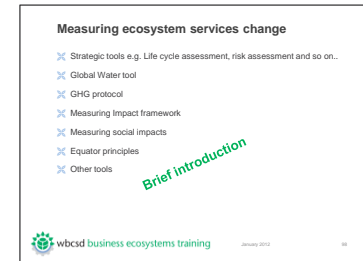 Measuring ecosystem services change
Strategic tools e.g. Life cycle assessment, risk assessment and so on..
Global Water tool
GHG protocol
Measuring Impact framework
Measuring social impacts
Equator principles
Other tools
Brief introduction
wbcsd business ecosystems training
January 2012